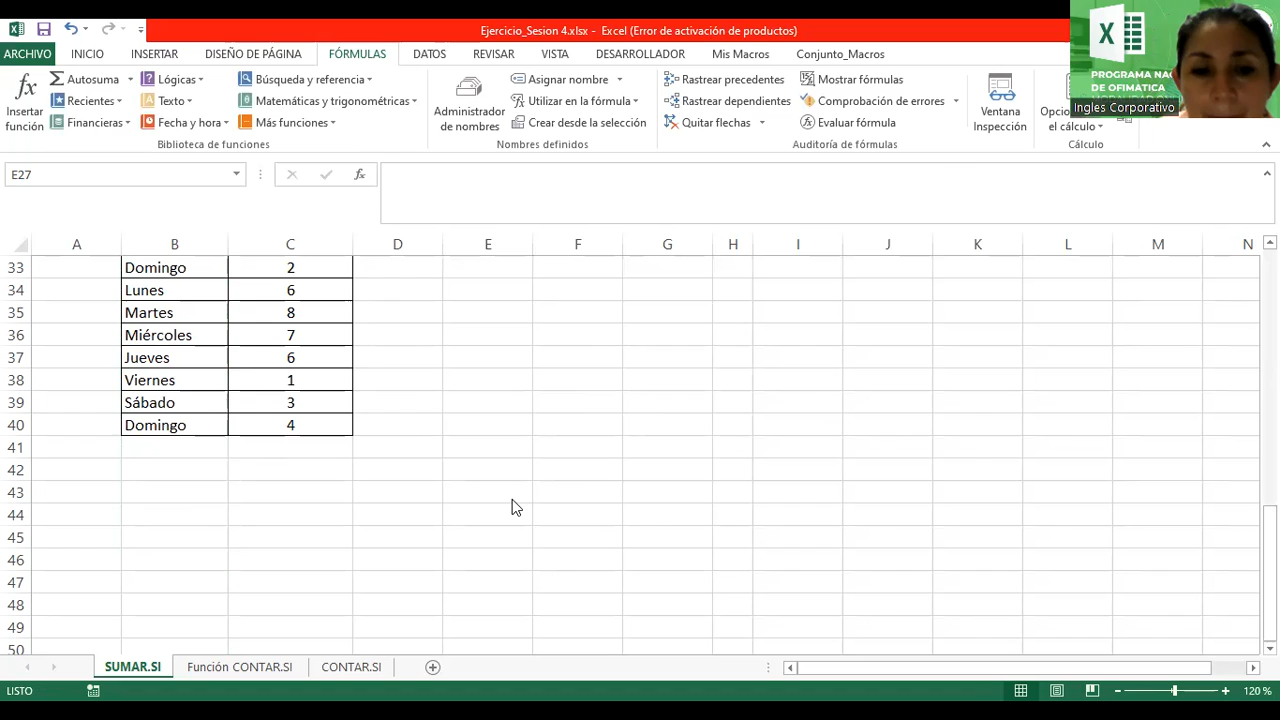 Ejercicio_Sesion 4.xlsx - Excel (Error de activación de productos)
ARCHIVO INICIO INSERTAR DISEÑO DE PÁGINA FÓRMULAS DATOS REVISAR VISTA DESARROLLADOR Mis Macros Conjunto_Macros
PROGRAMA NAC
DE OFIMATICA
Ingles Corporativo
Insertar función
Autosuma
Recientes
Financieras
Lógicas
Texto
Fecha y hora
Búsqueda y referencia
Matemáticas y trigonométricas
Más funciones
Biblioteca de funciones
Administrador de nombres
Asignar nombre
Utilizar en la fórmula
Crear desde la selección
Nombres definidos
Rastrear precedentes
Rastrear dependientes
Quitar flechas
Mostrar fórmulas
Comprobación de errores
Evaluar fórmula
Auditoría de fórmulas
Ventana Inspección
el cálculo
Cálculo
E27
fx
A B C D E F G H I J K L M N
33 Domingo 2
34 Lunes 6
35 Martes 8
36 Miércoles 7
37 Jueves 6
38 Viernes 1
39 Sábado 3
40 Domingo 4
41
42
43
44
45
46
47
48
49
50
SUMAR.SI Función CONTAR.SI CONTAR.SI
LISTO 120 %